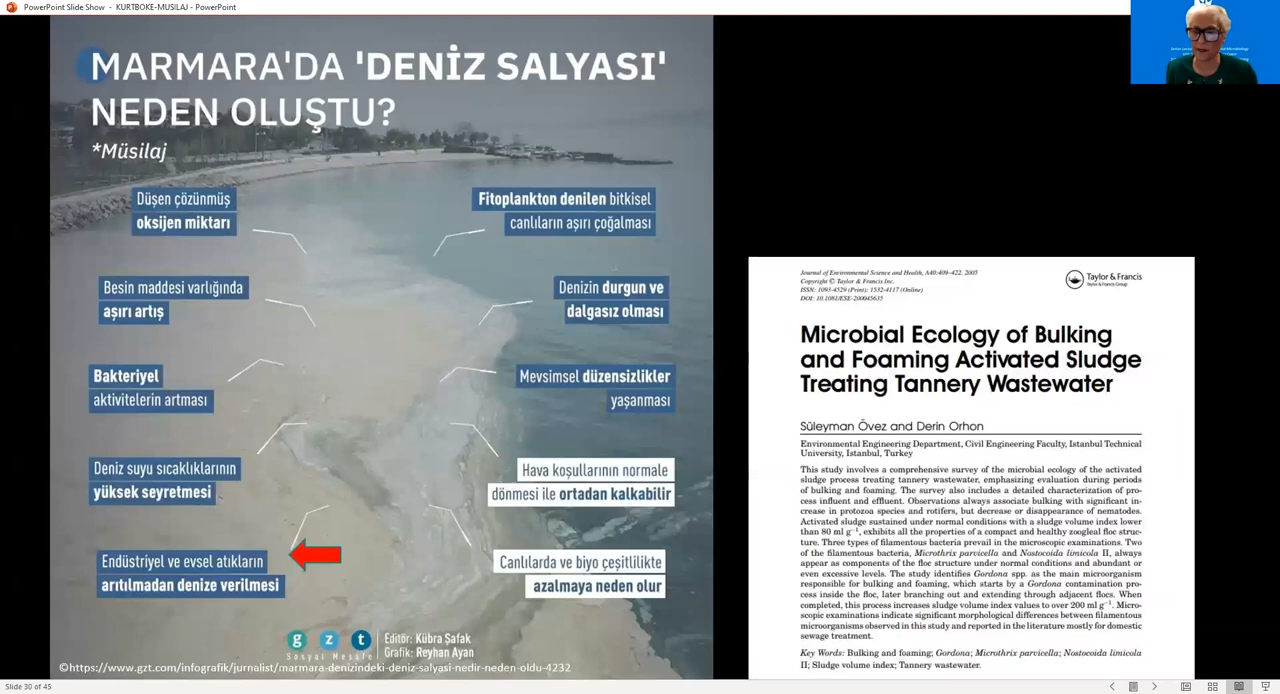 PowerPoint Slide Show - KURTBOKE-MUSILAJ - PowerPoint
MARMARA'DA 'DENİZ SALYASI'
NEDEN OLUŞTU?
*Müsilaj
Düşen çözünmüş
oksijen miktarı
Besin maddesi varlığında
aşırı artış
Bakteriyel
aktivitelerin artması
Deniz suyu sıcaklıklarının
yüksek seyretmesi
Endüstriyel ve evsel atıkların
arıtılmadan denize verilmesi
Fitoplankton denilen bitkisel
canlıların aşırı çoğalması
Denizin durgun ve
dalgasız olması
Mevsimsel düzensizlikler
yaşanması
Hava koşullarının normale
dönmesi ile ortadan kalkabilir
Canlılarda ve biyo çeşitlilikte
azalmaya neden olur
g z t
Sosyal Mesafe
Editör: Kübra Şafak
Grafik: Reyhan Ayan
©https://www.gzt.com/infografik/jurnalist/marmara-denizindeki-deniz-salyasi-nedir-neden-oldu-4232
Journal of Environmental Science and Health, A40:409–422, 2005
Copyright © Taylor & Francis Inc.
ISSN: 1093-4529 (Print); 1532-4117 (Online)
DOI: 10.1081/ESE-200045635
Taylor & Francis
Taylor & Francis Group
Microbial Ecology of Bulking
and Foaming Activated Sludge
Treating Tannery Wastewater
Süleyman Övez and Derin Orhon
Environmental Engineering Department, Civil Engineering Faculty, Istanbul Technical
University, Istanbul, Turkey
This study involves a comprehensive survey of the microbial ecology of the activated
sludge process treating tannery wastewater, emphasizing evaluation during periods
of bulking and foaming. The survey also includes a detailed characterization of pro-
cess influent and effluent. Observations always associate bulking with significant in-
crease in protozoa species and rotifers, but decrease or disappearance of nematodes.
Activated sludge sustained under normal conditions with a sludge volume index lower
than 80 ml g⁻¹, exhibits all the properties of a compact and healthy zoogleal floc struc-
ture. Three types of filamentous bacteria prevail in the microscopic examinations. Two
of the filamentous bacteria, Microthrix parvicella and Nostocoida limicola II, always
appear as components of the floc structure under normal conditions and abundant or
even excessive levels. The study identifies Gordona spp. as the main microorganism
responsible for bulking and foaming, which starts by a Gordona contamination pro-
cess inside the floc, later branching out and extending through adjacent flocs. When
completed, this process increases sludge volume index values to over 200 ml g⁻¹. Micro-
scopic examinations indicate significant morphological differences between filamentous
microorganisms observed in this study and reported in the literature mostly for domestic
sewage treatment.
Key Words: Bulking and foaming; Gordona; Microthrix parvicella; Nostocoida limicola
II; Sludge volume index; Tannery wastewater.
Slide 30 of 45